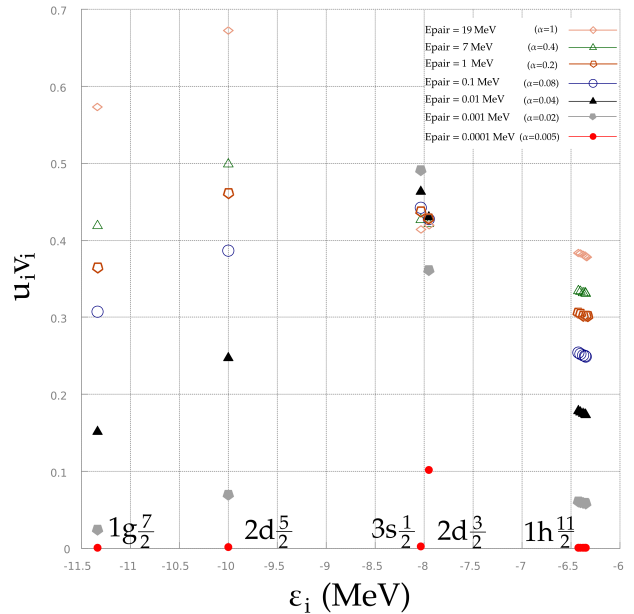 0.7
0.6
0.5
0.4
0.3
0.2
0.1
0
u_i v_i
Epair = 19 MeV (α=1)
Epair = 7 MeV (α=0.4)
Epair = 1 MeV (α=0.2)
Epair = 0.1 MeV (α=0.08)
Epair = 0.01 MeV (α=0.04)
Epair = 0.001 MeV (α=0.02)
Epair = 0.0001 MeV (α=0.005)
1g 7/2 2d 5/2 3s 1/2 2d 3/2 1h 11/2
-11.5 -11 -10.5 -10 -9.5 -9 -8.5 -8 -7.5 -7 -6.5 -6
ε_i (MeV)